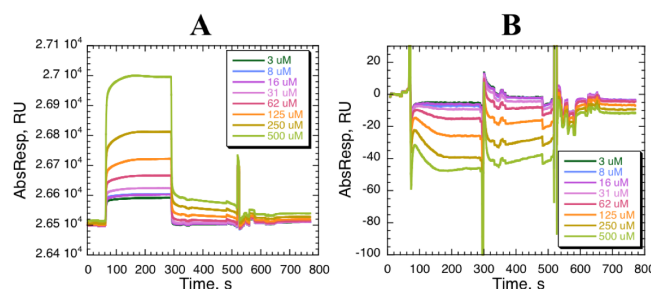 A
B
2.71 10⁴
2.7 10⁴
2.69 10⁴
2.68 10⁴
2.67 10⁴
2.66 10⁴
2.65 10⁴
2.64 10⁴
AbsResp, RU
3 uM
8 uM
16 uM
31 uM
62 uM
125 uM
250 uM
500 uM
0 100 200 300 400 500 600 700 800
Time, s
20
0
-20
-40
-60
-80
-100
AbsResp, RU
3 uM
8 uM
16 uM
31 uM
62 uM
125 uM
250 uM
500 uM
0 100 200 300 400 500 600 700 800
Time, s